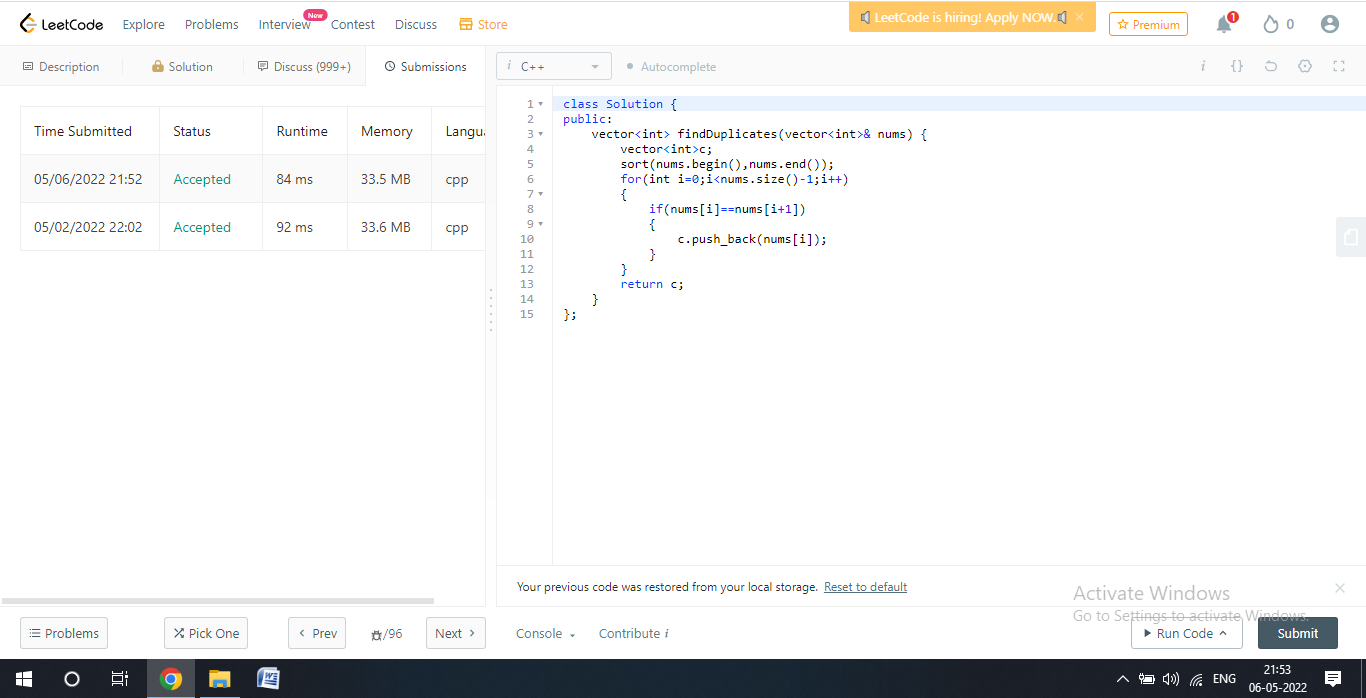 LeetCode Explore Problems Interview New Contest Discuss Store LeetCode is hiring! Apply NOW. × Premium 1 0
Description Solution Discuss (999+) Submissions i C++ Autocomplete i {}
Time Submitted Status Runtime Memory Langu
05/06/2022 21:52 Accepted 84 ms 33.5 MB cpp
05/02/2022 22:02 Accepted 92 ms 33.6 MB cpp
1 class Solution {
2 public:
3 vector<int> findDuplicates(vector<int>& nums) {
4 vector<int>c;
5 sort(nums.begin(),nums.end());
6 for(int i=0;i<nums.size()-1;i++)
7 {
8 if(nums[i]==nums[i+1])
9 {
10 c.push_back(nums[i]);
11 }
12 }
13 return c;
14 }
15 };
Your previous code was restored from your local storage. Reset to default
Activate Windows
Go to Settings to activate Windows.
Problems Pick One Prev /96 Next Console Contribute i Run Code Submit
ENG 21:53
06-05-2022